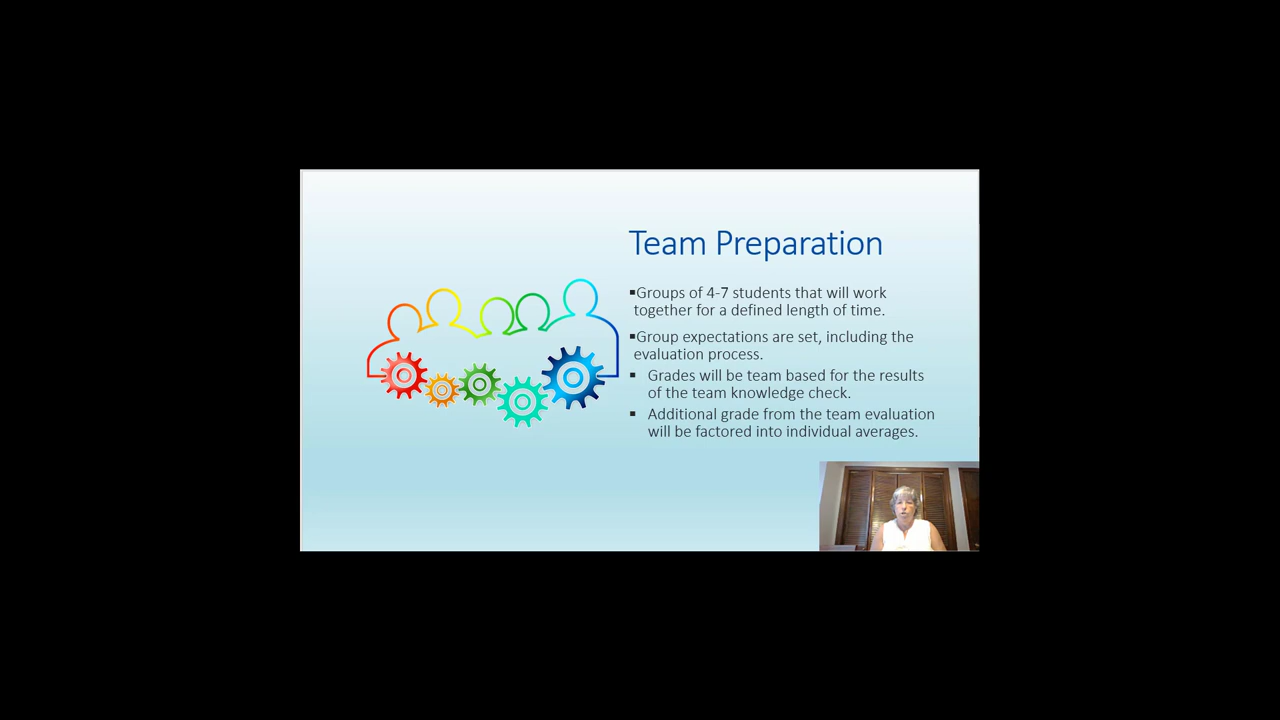 Team Preparation
▪Groups of 4-7 students that will work
together for a defined length of time.
▪Group expectations are set, including the
evaluation process.
▪ Grades will be team based for the results
of the team knowledge check.
▪ Additional grade from the team evaluation
will be factored into individual averages.